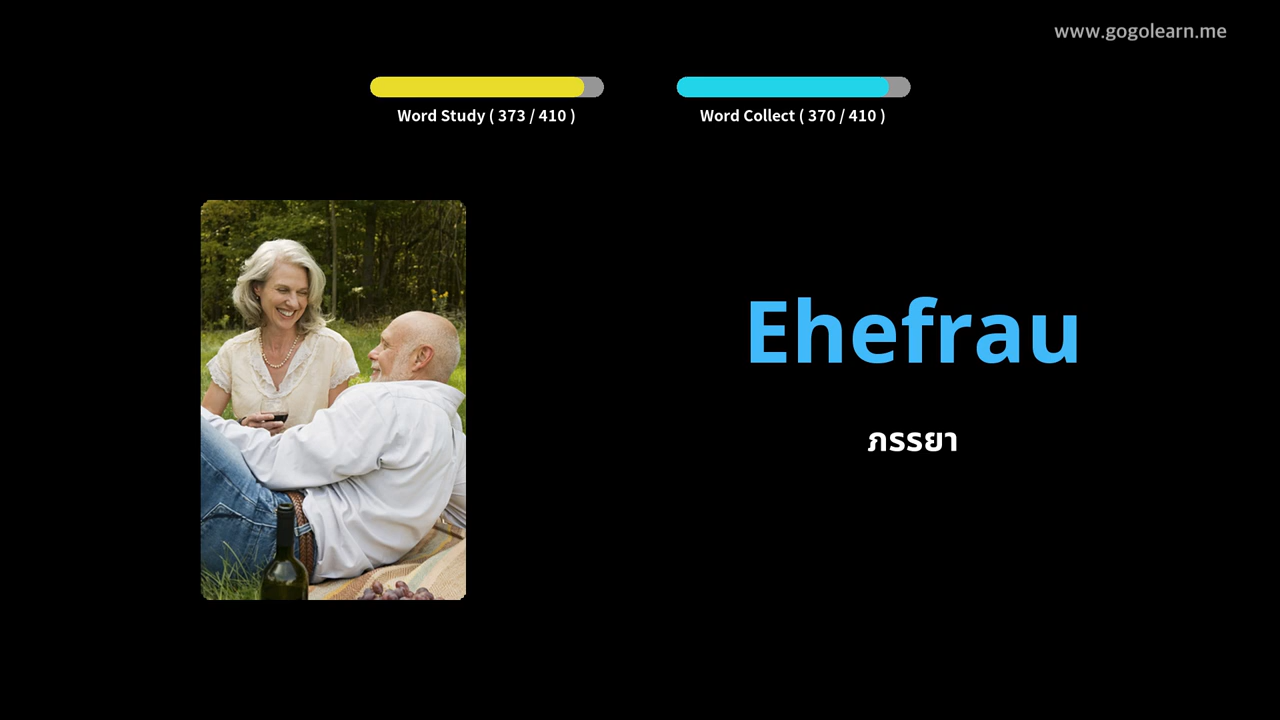 www.gogolearn.me
Word Study ( 373 / 410 )
Word Collect ( 370 / 410 )
Ehefrau
ภรรยา